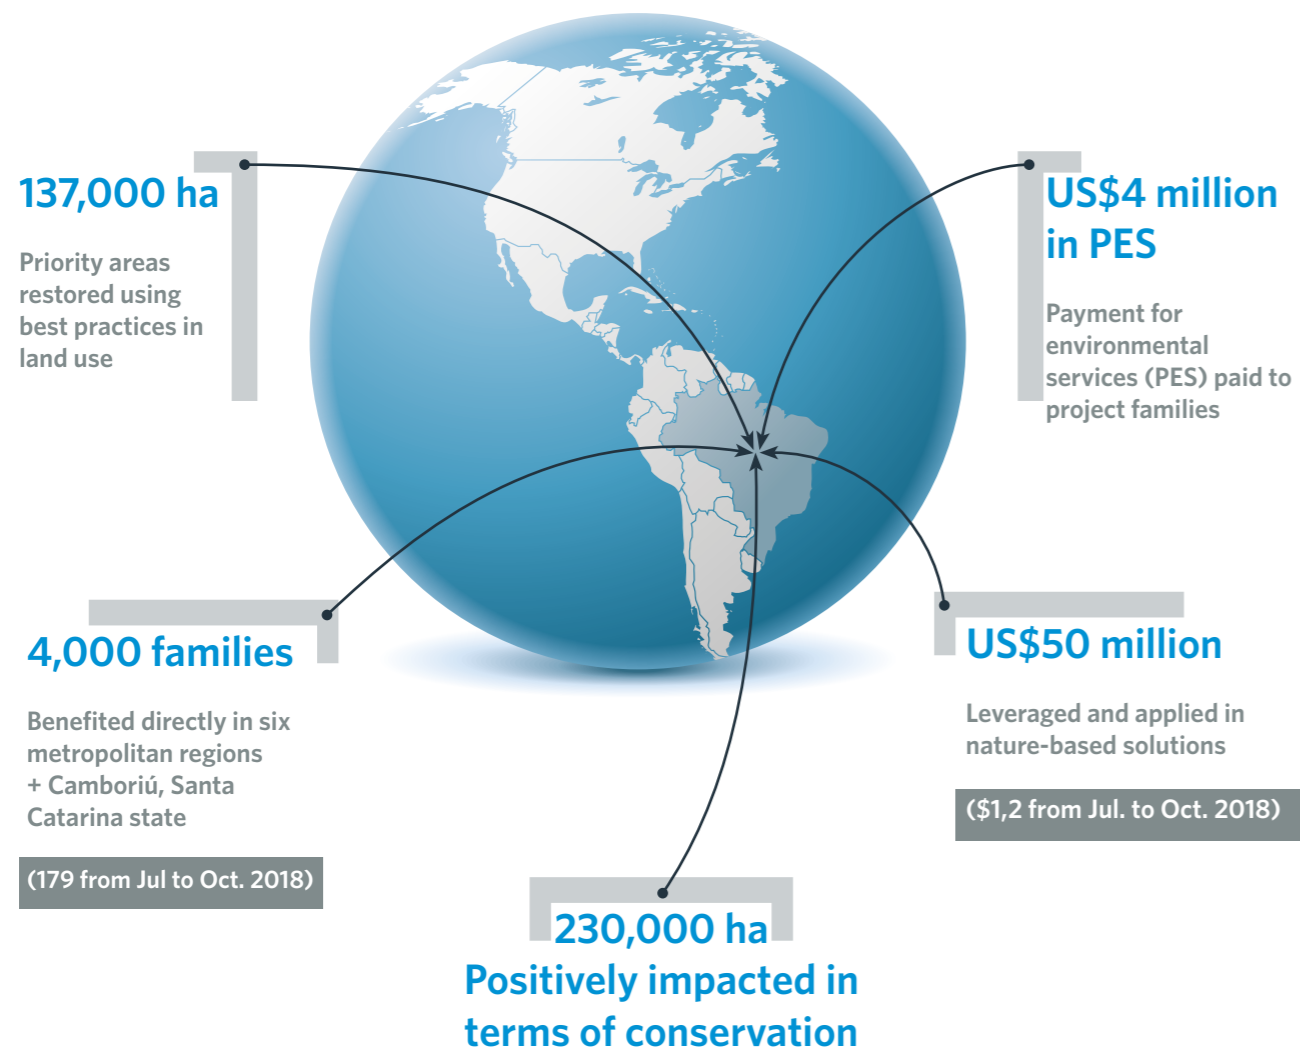 137,000 ha
Priority areas
restored using
best practices in
land use
US$4 million
in PES
Payment for
environmental
services (PES) paid to
project families
4,000 families
Benefited directly in six
metropolitan regions
+ Camboriú, Santa
Catarina state
(179 from Jul to Oct. 2018)
US$50 million
Leveraged and applied in
nature-based solutions
($1,2 from Jul. to Oct. 2018)
230,000 ha
Positively impacted in
terms of conservation